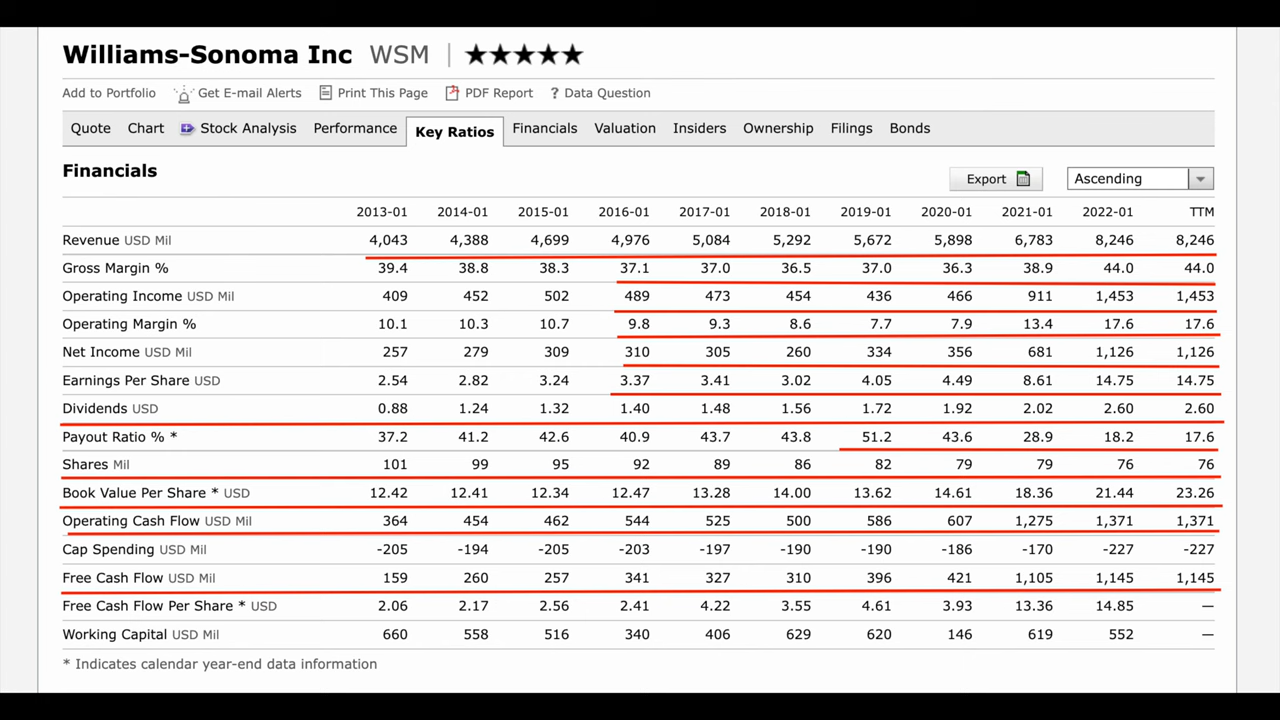 Williams-Sonoma Inc WSM | ★★★★★
Add to Portfolio Get E-mail Alerts Print This Page PDF Report ? Data Question
Quote Chart Stock Analysis Performance Key Ratios Financials Valuation Insiders Ownership Filings Bonds
Financials
Export Ascending
2013-01 2014-01 2015-01 2016-01 2017-01 2018-01 2019-01 2020-01 2021-01 2022-01 TTM
Revenue USD Mil 4,043 4,388 4,699 4,976 5,084 5,292 5,672 5,898 6,783 8,246 8,246
Gross Margin % 39.4 38.8 38.3 37.1 37.0 36.5 37.0 36.3 38.9 44.0 44.0
Operating Income USD Mil 409 452 502 489 473 454 436 466 911 1,453 1,453
Operating Margin % 10.1 10.3 10.7 9.8 9.3 8.6 7.7 7.9 13.4 17.6 17.6
Net Income USD Mil 257 279 309 310 305 260 334 356 681 1,126 1,126
Earnings Per Share USD 2.54 2.82 3.24 3.37 3.41 3.02 4.05 4.49 8.61 14.75 14.75
Dividends USD 0.88 1.24 1.32 1.40 1.48 1.56 1.72 1.92 2.02 2.60 2.60
Payout Ratio % * 37.2 41.2 42.6 40.9 43.7 43.8 51.2 43.6 28.9 18.2 17.6
Shares Mil 101 99 95 92 89 86 82 79 79 76 76
Book Value Per Share * USD 12.42 12.41 12.34 12.47 13.28 14.00 13.62 14.61 18.36 21.44 23.26
Operating Cash Flow USD Mil 364 454 462 544 525 500 586 607 1,275 1,371 1,371
Cap Spending USD Mil -205 -194 -205 -203 -197 -190 -190 -186 -170 -227 -227
Free Cash Flow USD Mil 159 260 257 341 327 310 396 421 1,105 1,145 1,145
Free Cash Flow Per Share * USD 2.06 2.17 2.56 2.41 4.22 3.55 4.61 3.93 13.36 14.85 —
Working Capital USD Mil 660 558 516 340 406 629 620 146 619 552 —
* Indicates calendar year-end data information